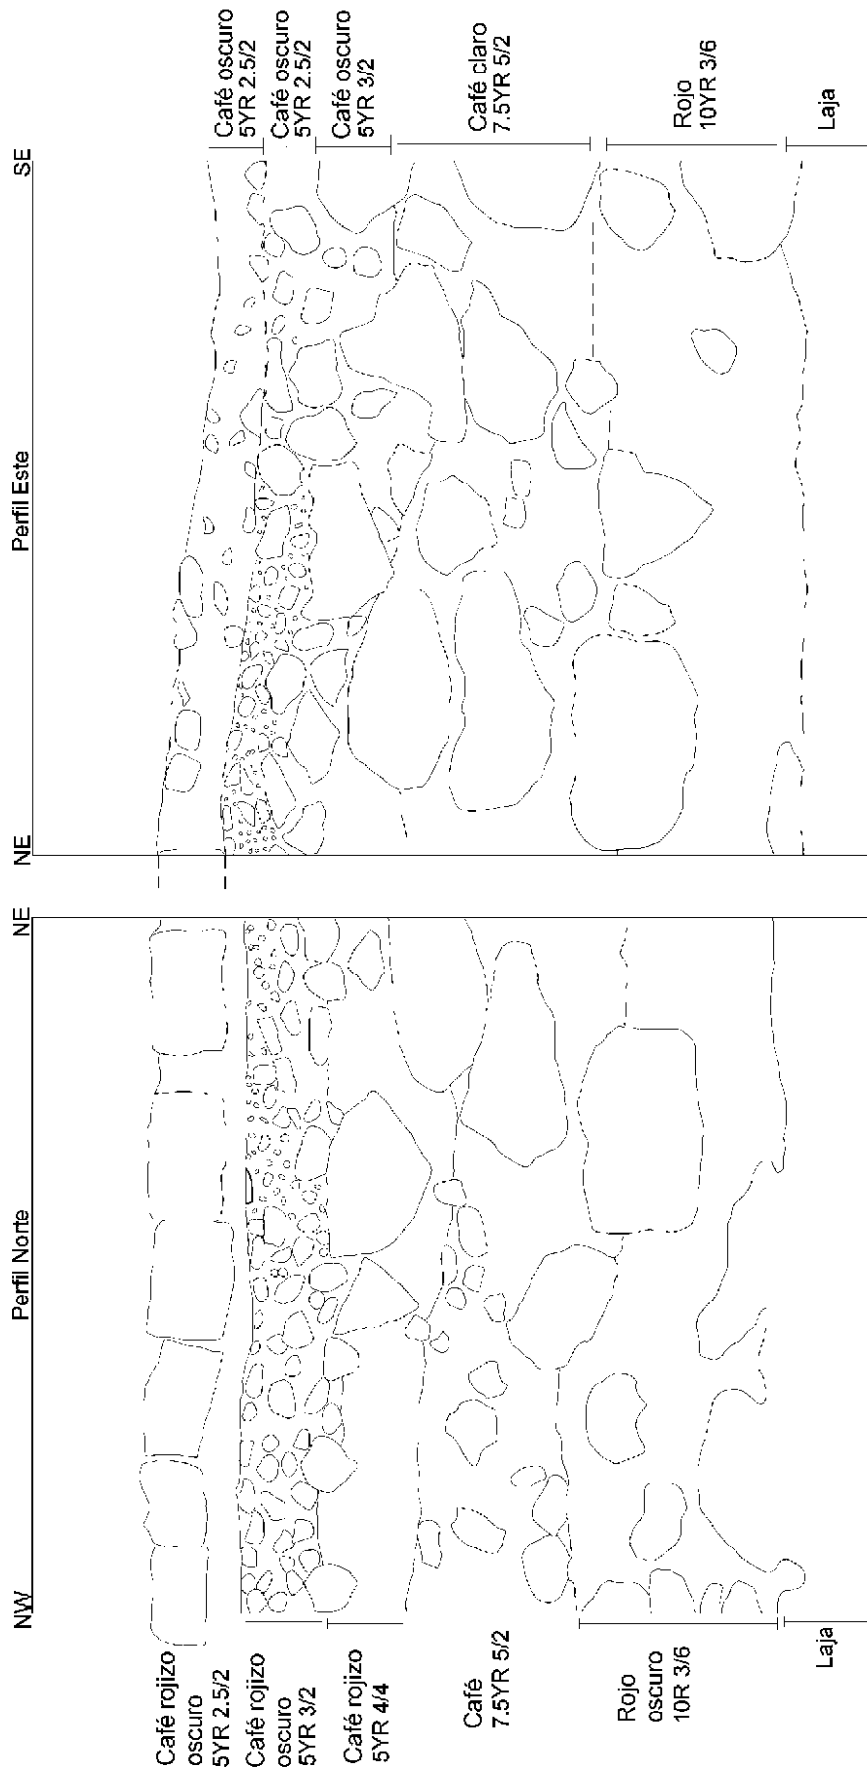 Perfil Norte
NW
NE
Café rojizo
oscuro
5YR 2.5/2
Café rojizo
oscuro
5YR 3/2
Café rojizo
5YR 4/4
Café
7.5YR 5/2
Rojo
oscuro
10R 3/6
Laja
Perfil Este
NE
SE
Café oscuro
5YR 2.5/2
Café oscuro
5YR 2.5/2
Café oscuro
5YR 3/2
Café claro
7.5YR 5/2
Rojo
10YR 3/6
Laja